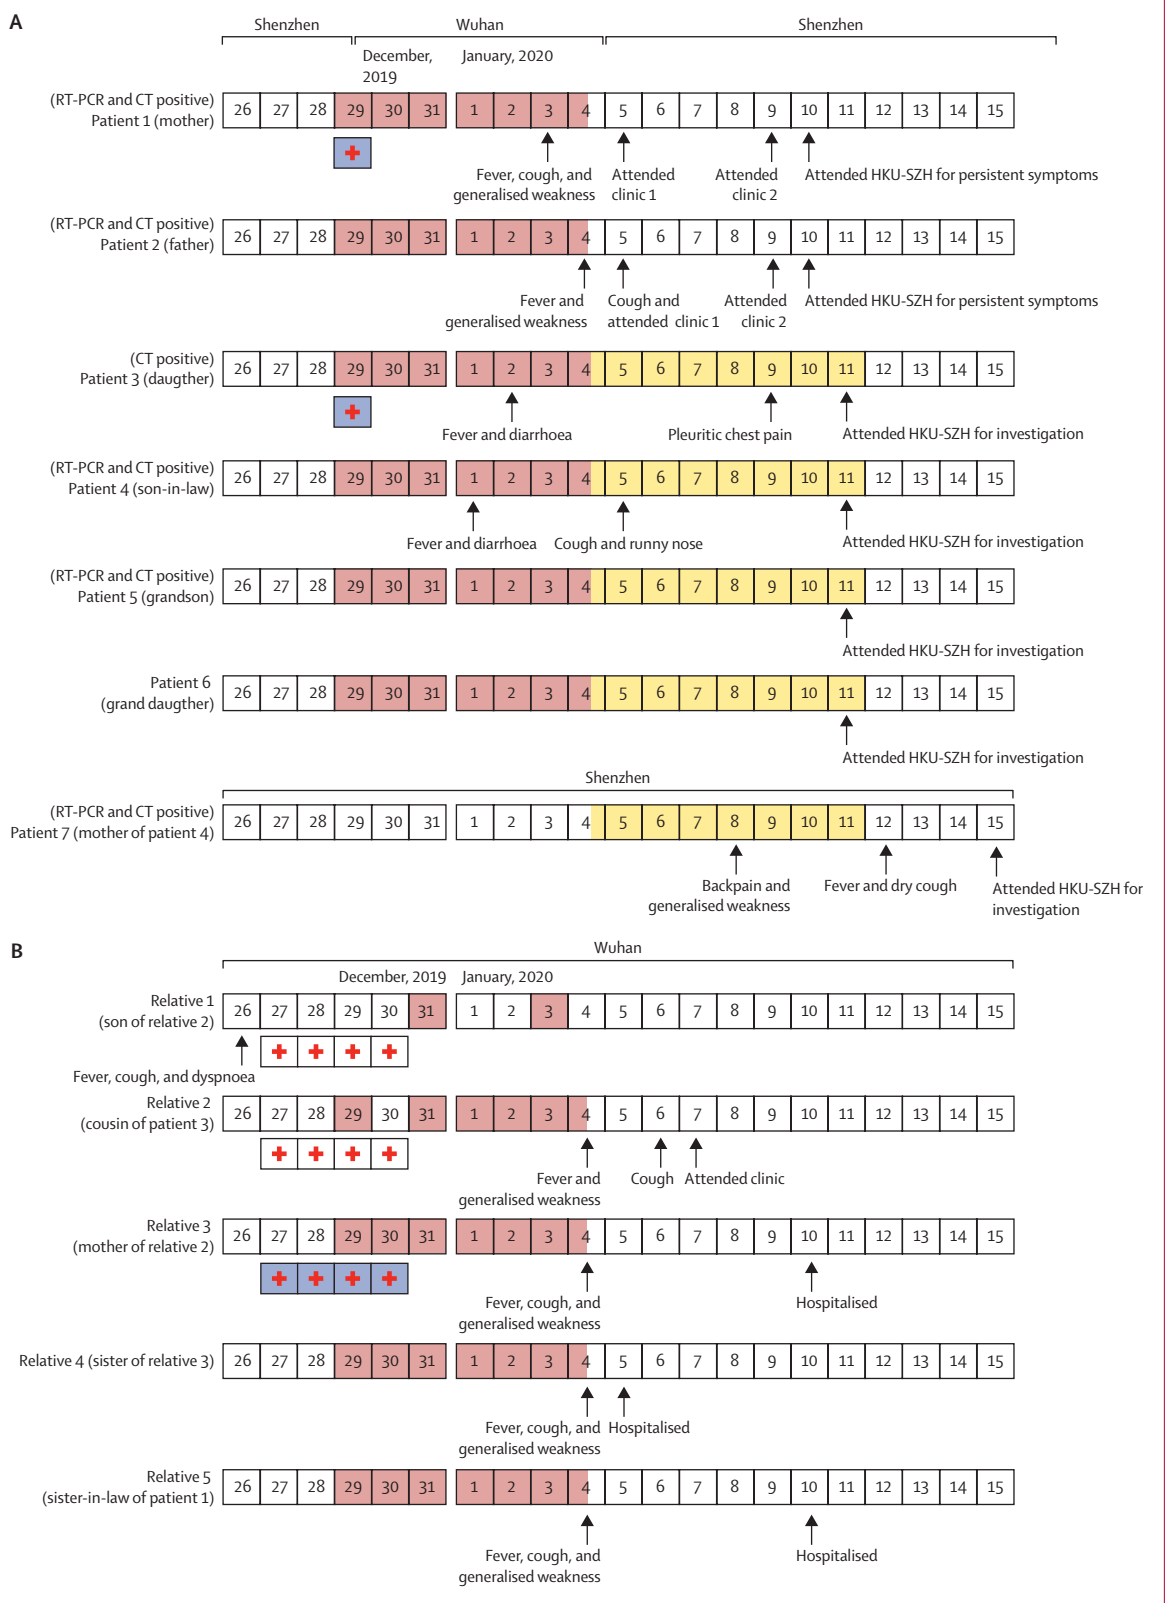 A
Shenzhen Wuhan Shenzhen
December, 2019 January, 2020
(RT-PCR and CT positive)
Patient 1 (mother)
26 27 28 29 30 31 1 2 3 4 5 6 7 8 9 10 11 12 13 14 15
Fever, cough, and
generalised weakness
Attended
clinic 1
Attended
clinic 2
Attended HKU-SZH for persistent symptoms
(RT-PCR and CT positive)
Patient 2 (father)
26 27 28 29 30 31 1 2 3 4 5 6 7 8 9 10 11 12 13 14 15
Fever and
generalised weakness
Cough and
attended clinic 1
Attended
clinic 2
Attended HKU-SZH for persistent symptoms
(CT positive)
Patient 3 (daugther)
26 27 28 29 30 31 1 2 3 4 5 6 7 8 9 10 11 12 13 14 15
Fever and diarrhoea
Pleuritic chest pain
Attended HKU-SZH for investigation
(RT-PCR and CT positive)
Patient 4 (son-in-law)
26 27 28 29 30 31 1 2 3 4 5 6 7 8 9 10 11 12 13 14 15
Fever and diarrhoea
Cough and runny nose
Attended HKU-SZH for investigation
(RT-PCR and CT positive)
Patient 5 (grandson)
26 27 28 29 30 31 1 2 3 4 5 6 7 8 9 10 11 12 13 14 15
Attended HKU-SZH for investigation
Patient 6
(grand daugther)
26 27 28 29 30 31 1 2 3 4 5 6 7 8 9 10 11 12 13 14 15
Attended HKU-SZH for investigation
Shenzhen
(RT-PCR and CT positive)
Patient 7 (mother of patient 4)
26 27 28 29 30 31 1 2 3 4 5 6 7 8 9 10 11 12 13 14 15
Backpain and
generalised weakness
Fever and dry cough
Attended HKU-SZH for
investigation
B
Wuhan
December, 2019 January, 2020
Relative 1
(son of relative 2)
26 27 28 29 30 31 1 2 3 4 5 6 7 8 9 10 11 12 13 14 15
Fever, cough, and dyspnoea
Relative 2
(cousin of patient 3)
26 27 28 29 30 31 1 2 3 4 5 6 7 8 9 10 11 12 13 14 15
Fever and
generalised weakness
Cough
Attended clinic
Relative 3
(mother of relative 2)
26 27 28 29 30 31 1 2 3 4 5 6 7 8 9 10 11 12 13 14 15
Fever, cough, and
generalised weakness
Hospitalised
Relative 4 (sister of relative 3)
26 27 28 29 30 31 1 2 3 4 5 6 7 8 9 10 11 12 13 14 15
Fever, cough, and
generalised weakness
Hospitalised
Relative 5
(sister-in-law of patient 1)
26 27 28 29 30 31 1 2 3 4 5 6 7 8 9 10 11 12 13 14 15
Fever, cough, and
generalised weakness
Hospitalised